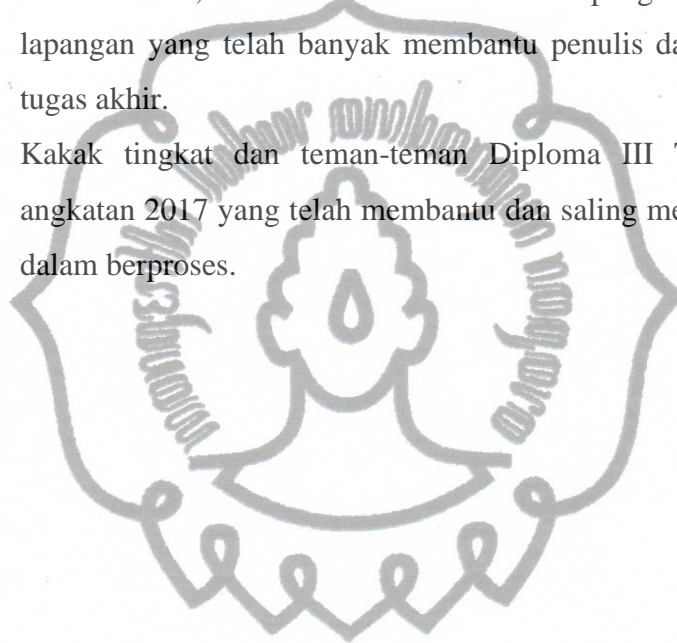 lapangan yang telah banyak membantu penulis da
tugas akhir.
Kakak tingkat dan teman-teman Diploma III T
angkatan 2017 yang telah membantu dan saling me
dalam berproses.